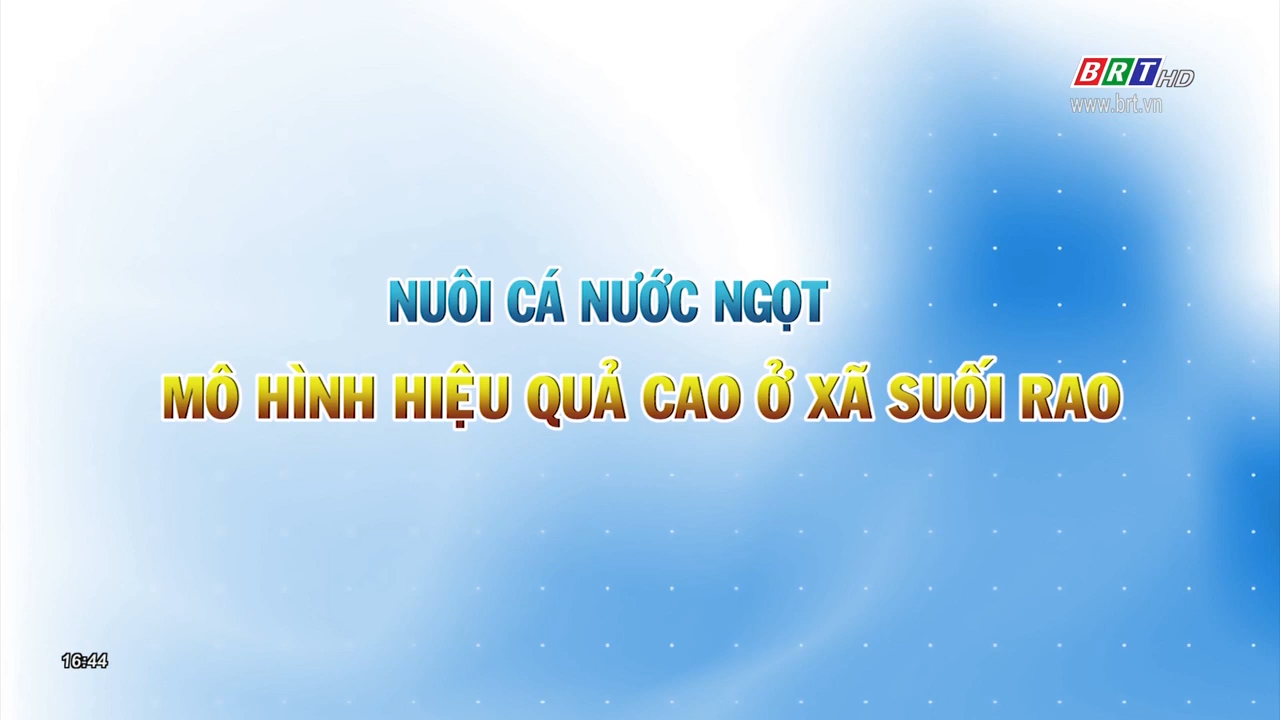 BRT HD
www.brt.vn
NUÔI CÁ NƯỚC NGỌT
MÔ HÌNH HIỆU QUẢ CAO Ở XÃ SUỐI RAO
16:44